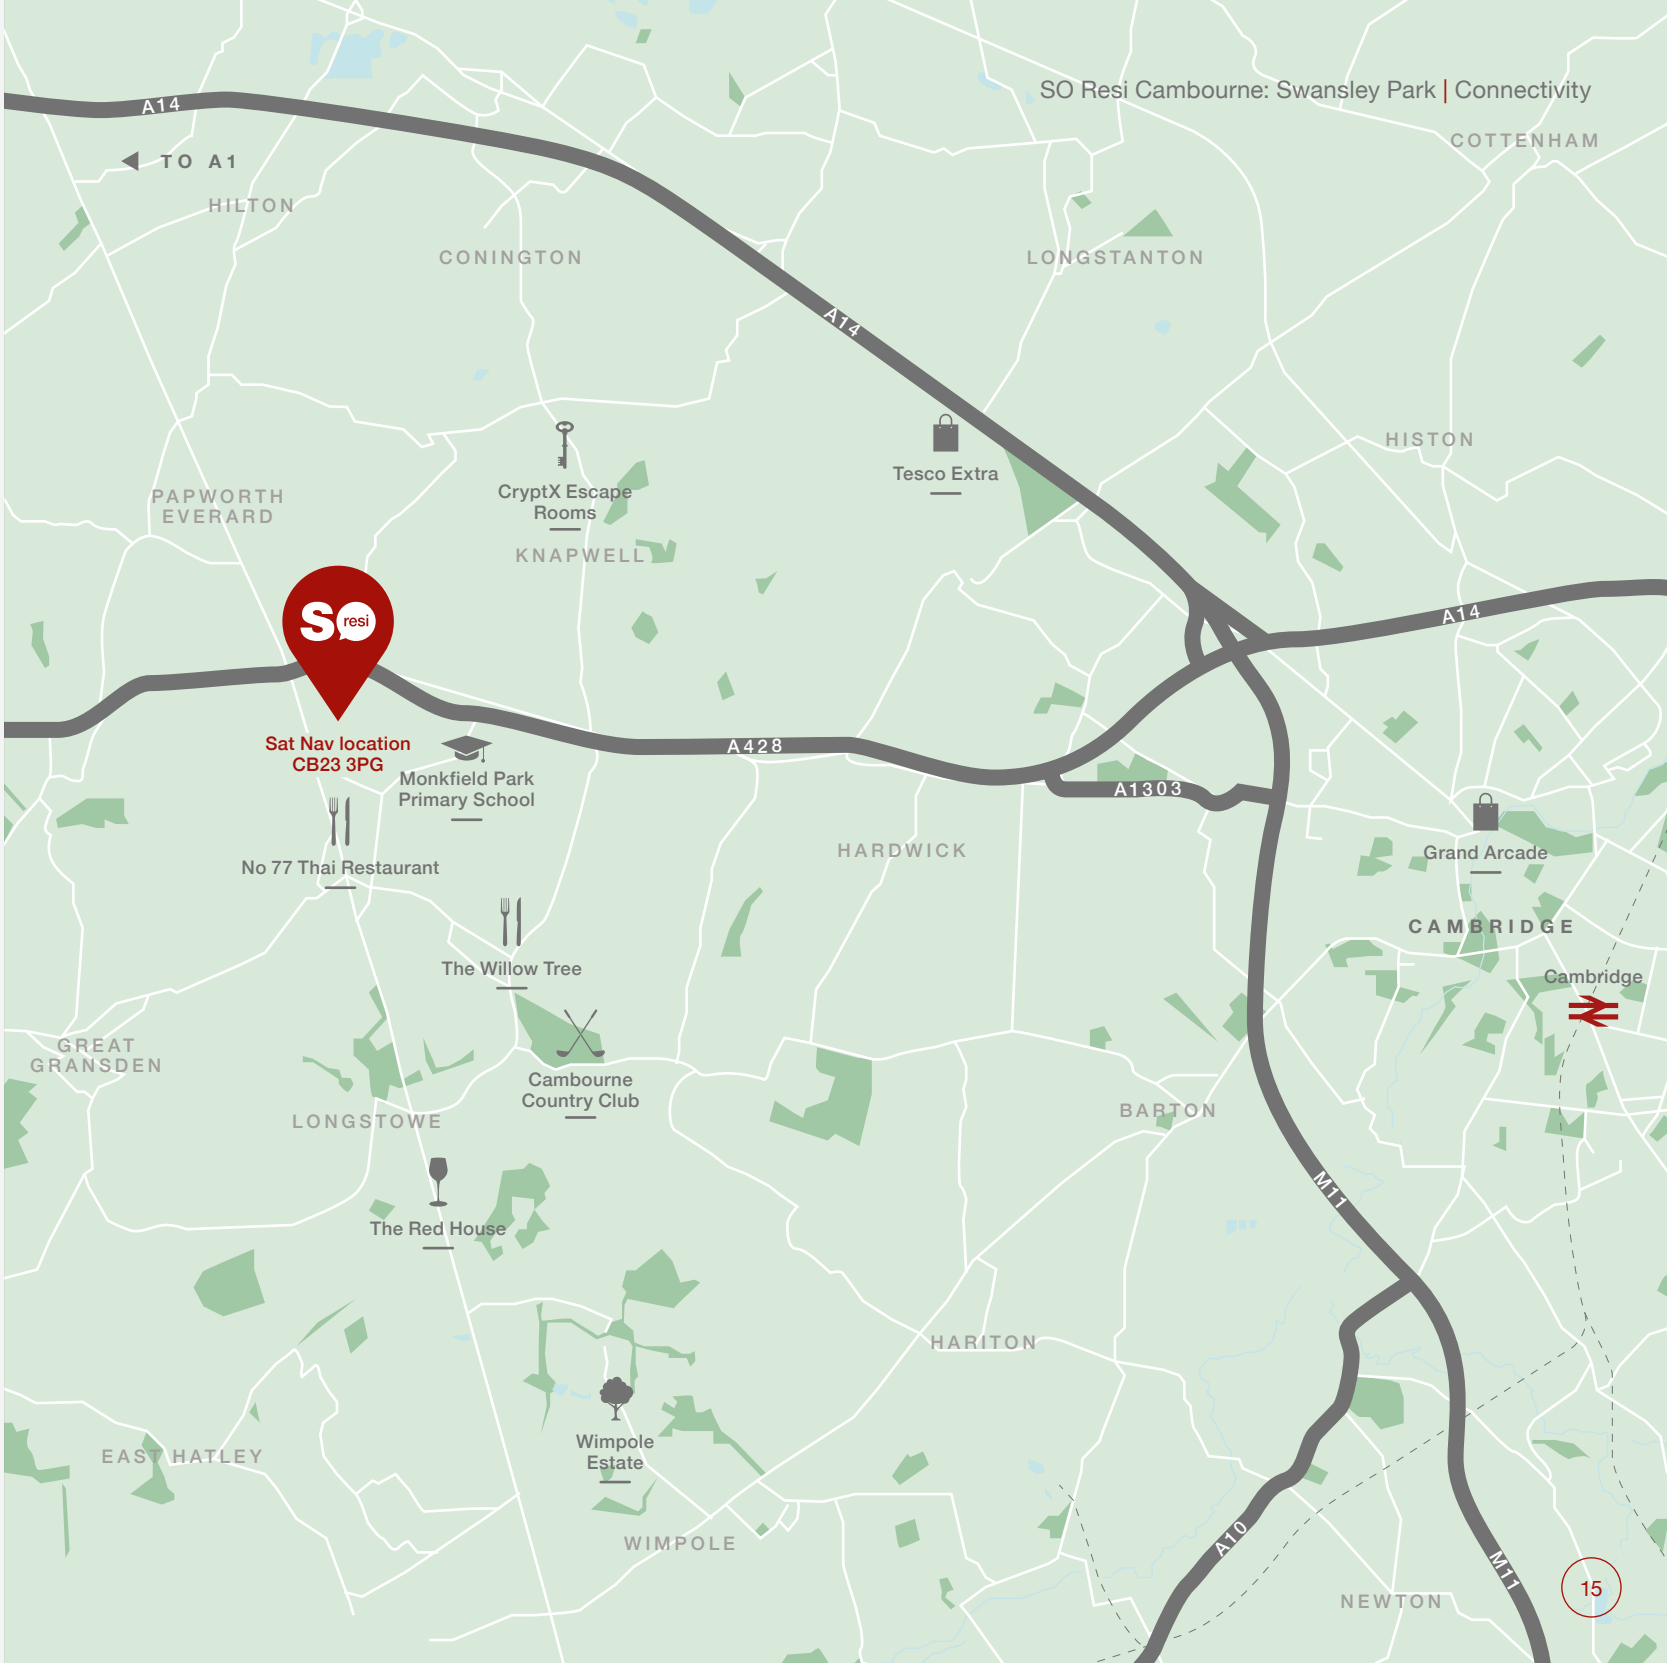 SO Resi Cambourne: Swansley Park | Connectivity
A14
TO A1
COTTENHAM
HILTON
CONINGTON
LONGSTANTON
A14
HISTON
Tesco Extra
CryptX Escape
Rooms
PAPWORTH
EVERARD
KNAPWELL
A14
SO resi
Sat Nav location
CB23 3PG
A428
Monkfield Park
Primary School
A1303
HARDWICK
Grand Arcade
No 77 Thai Restaurant
CAMBRIDGE
The Willow Tree
Cambridge
GREAT
GRANSDEN
Cambourne
Country Club
LONGSTOWE
BARTON
M11
The Red House
HARITON
Wimpole
Estate
EAST HATLEY
WIMPOLE
A10
M11
NEWTON
15